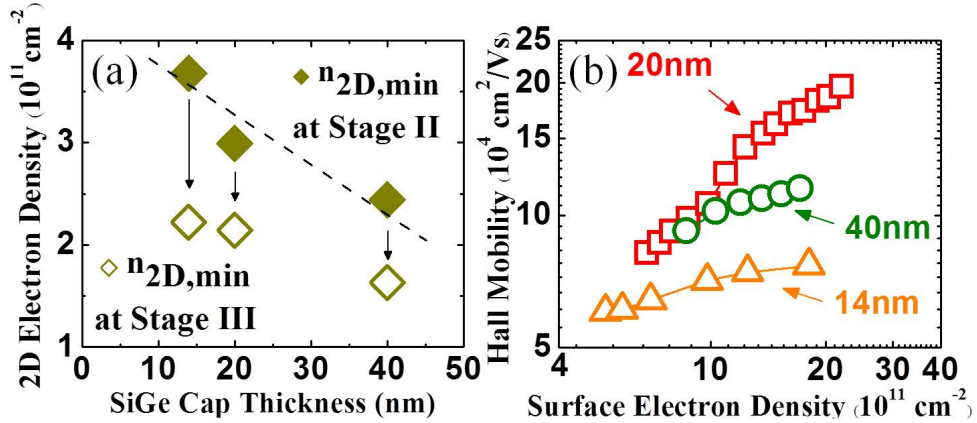 4
3
2
1
2D Electron Density (10¹¹ cm⁻²)
(a)
n2D,min
at Stage II
n2D,min
at Stage III
0 10 20 30 40 50
SiGe Cap Thickness (nm)
25
20
15
10
5
Hall Mobility (10⁴ cm²/Vs)
(b)
20nm
40nm
14nm
4 10 20 30 40
Surface Electron Density (10¹¹ cm⁻²)